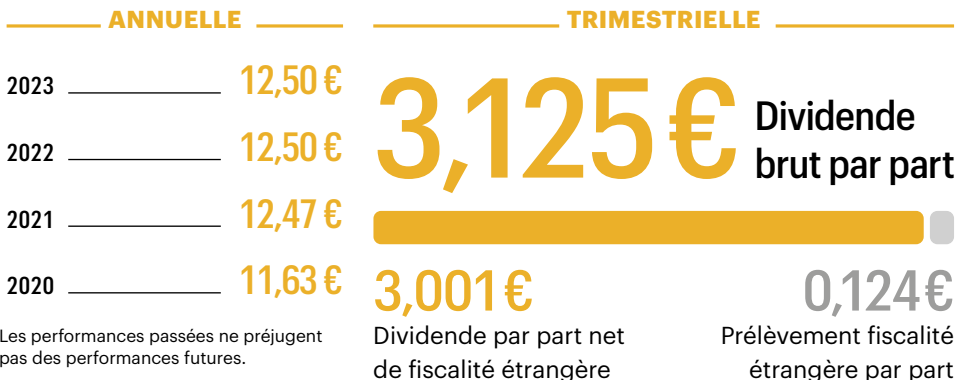 ANNUELLE
2023 12,50 €
2022 12,50 €
2021 12,47 €
2020 11,63 €
Les performances passées ne préjugent
pas des performances futures.
TRIMESTRIELLE
3,125 €
Dividende
brut par part
3,001 €
Dividende par part net
de fiscalité étrangère
0,124 €
Prélèvement fiscalité
étrangère par part